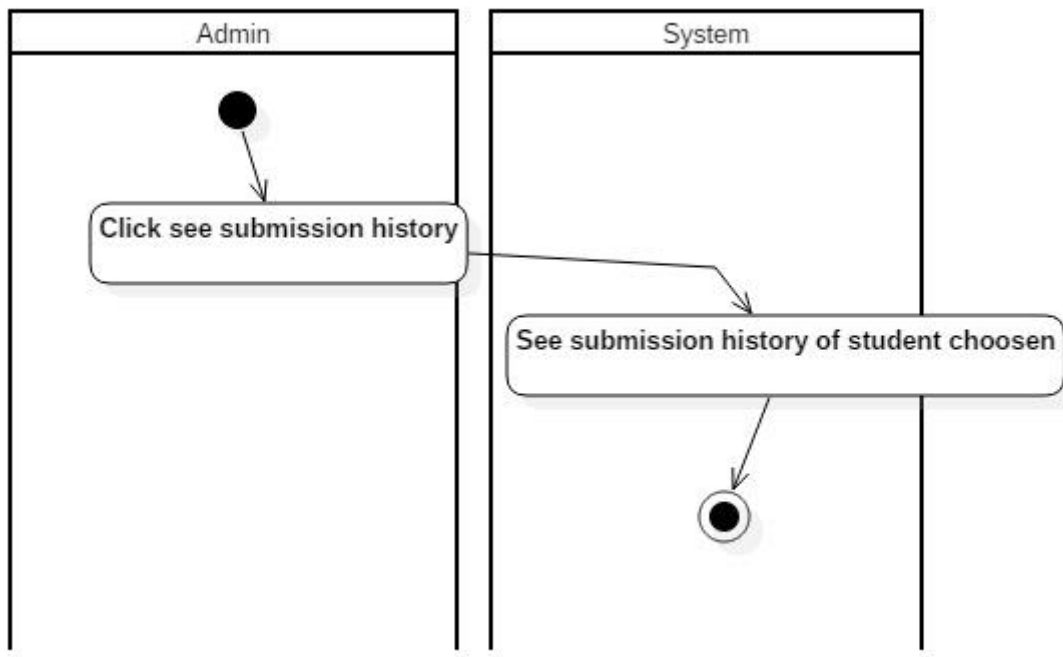 Admin
System
Click see submission history
See submission history of student choosen